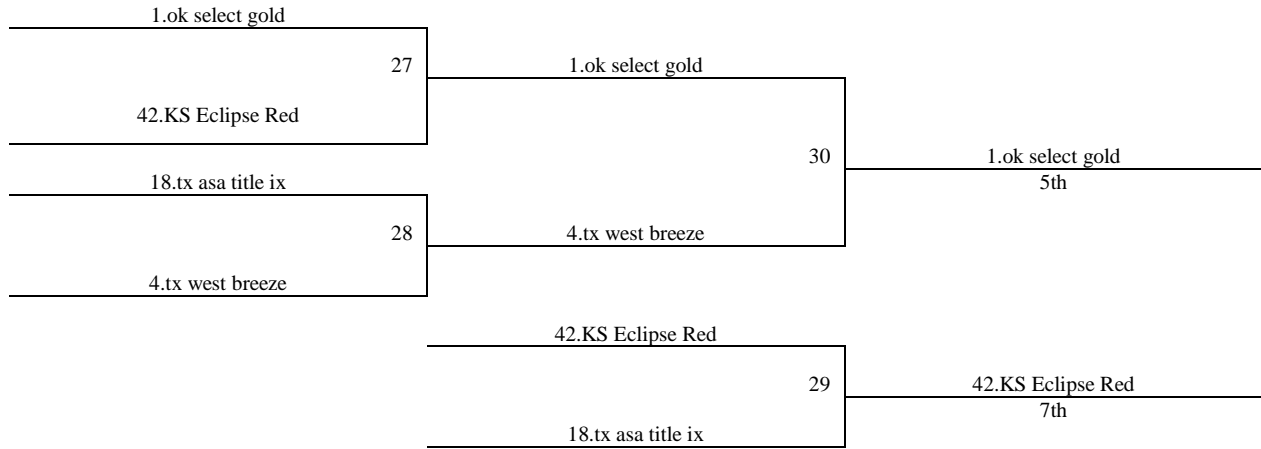 1.ok select gold
27
1.ok select gold
42.KS Eclipse Red
30
1.ok select gold
5th
18.tx asa title ix
28
4.tx west breeze
4.tx west breeze
42.KS Eclipse Red
29
42.KS Eclipse Red
7th
18.tx asa title ix